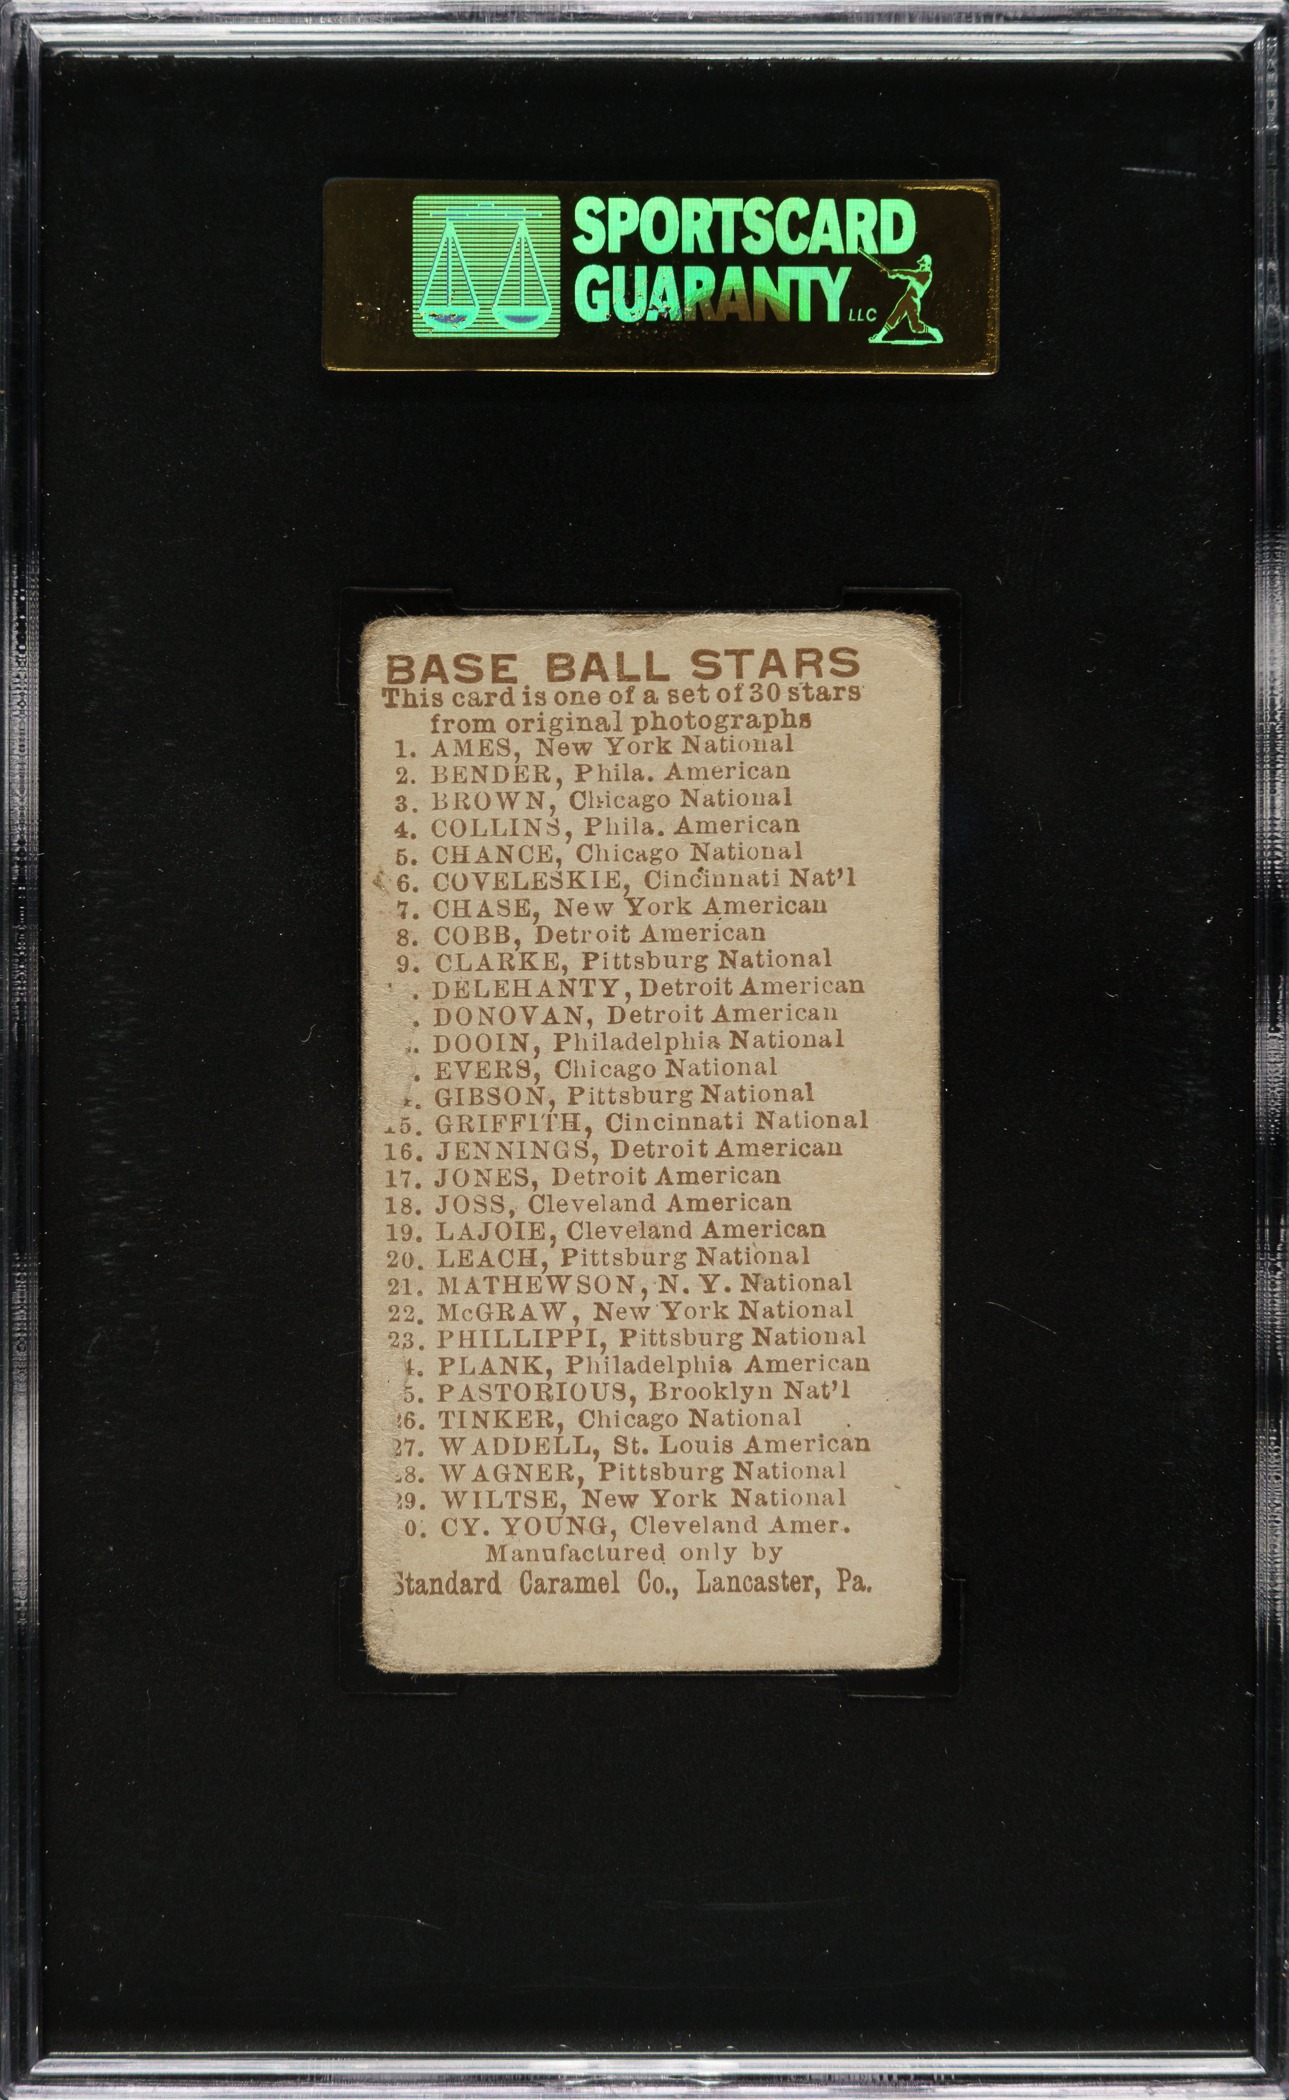 SPORTSCARD
GUARANTY LLC
BASE BALL STARS
This card is one of a set of 30 stars
from original photographs
1. AMES, New York National
2. BENDER, Phila. American
3. BROWN, Chicago National
4. COLLINS, Phila. American
5. CHANCE, Chicago National
6. COVELESKIE, Cincinnati Nat'l
7. CHASE, New York American
8. COBB, Detroit American
9. CLARKE, Pittsburg National
. DELEHANTY, Detroit American
. DONOVAN, Detroit American
. DOOIN, Philadelphia National
. EVERS, Chicago National
. GIBSON, Pittsburg National
15. GRIFFITH, Cincinnati National
16. JENNINGS, Detroit American
17. JONES, Detroit American
18. JOSS, Cleveland American
19. LAJOIE, Cleveland American
20. LEACH, Pittsburg National
21. MATHEWSON, N. Y. National
22. McGRAW, New York National
23. PHILLIPPI, Pittsburg National
4. PLANK, Philadelphia American
5. PASTORIOUS, Brooklyn Nat'l
26. TINKER, Chicago National
27. WADDELL, St. Louis American
28. WAGNER, Pittsburg National
29. WILTSE, New York National
0. CY. YOUNG, Cleveland Amer.
Manufactured only by
Standard Caramel Co., Lancaster, Pa.